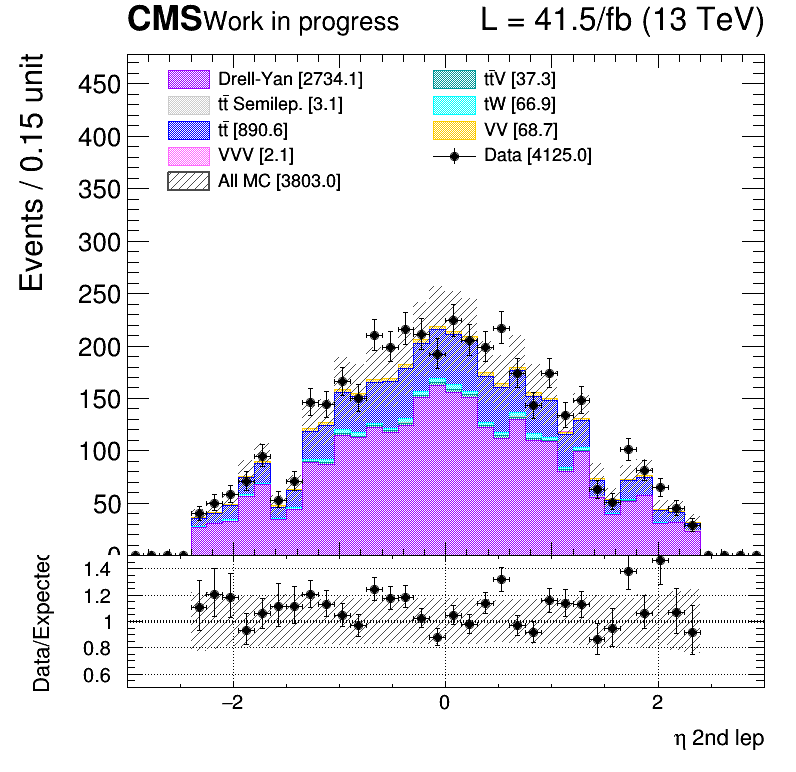 CMS Work in progress L = 41.5/fb (13 TeV)
Events / 0.15 unit
Drell-Yan [2734.1]
tt̄ Semilep. [3.1]
tt̄ [890.6]
VVV [2.1]
All MC [3803.0]
tt̄V [37.3]
tW [66.9]
VV [68.7]
Data [4125.0]
450
400
350
300
250
200
150
100
50
0
Data/Expected
1.4
1.2
1
0.8
0.6
−2 0 2
η 2nd lep